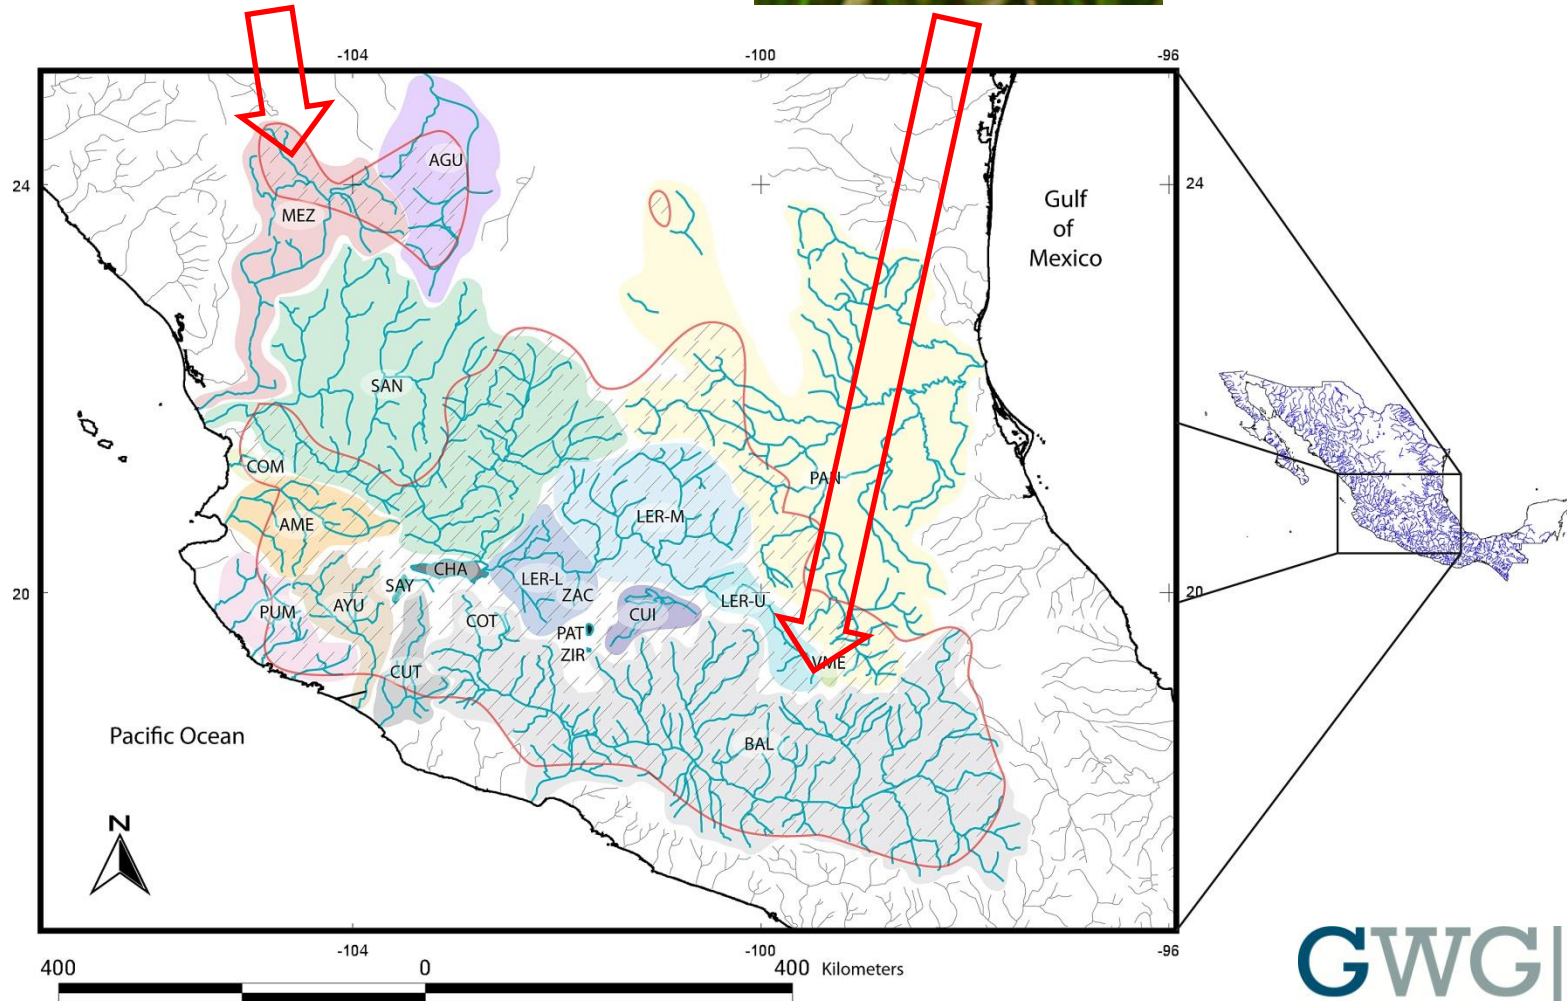 -104
-100
-96
AGU
24
24
MEZ
Gulf
of
Mexico
SAN
COM
PAN
AME
LER-M
CHA
LER-L
SAY
ZAC
20
20
PUM
AYU
LER-U
CUI
COT
PAT
ZIR
VME
CUT
Pacific Ocean
BAL
N
-104
-100
-96
400
0
400 Kilometers
GWG